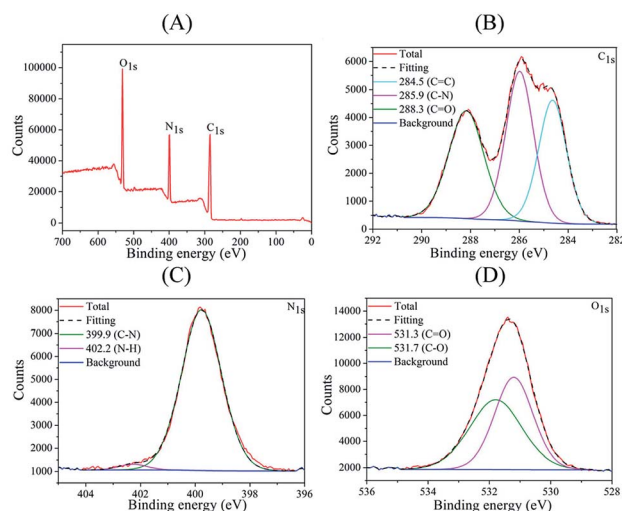 (A)
O1s
N1s
C1s
Counts
100000
80000
60000
40000
20000
0
700 600 500 400 300 200 100 0
Binding energy (eV)
(B)
C1s
Total
Fitting
284.5 (C=C)
285.9 (C-N)
288.3 (C=O)
Background
Counts
6000
5000
4000
3000
2000
1000
0
292 290 288 286 284 282
Binding energy (eV)
(C)
N1s
Total
Fitting
399.9 (C-N)
402.2 (N-H)
Background
Counts
8000
7000
6000
5000
4000
3000
2000
1000
404 402 400 398 396
Binding energy (eV)
(D)
O1s
Total
Fitting
531.3 (C=O)
531.7 (C-O)
Background
Counts
14000
12000
10000
8000
6000
4000
2000
536 534 532 530 528
Binding energy (eV)